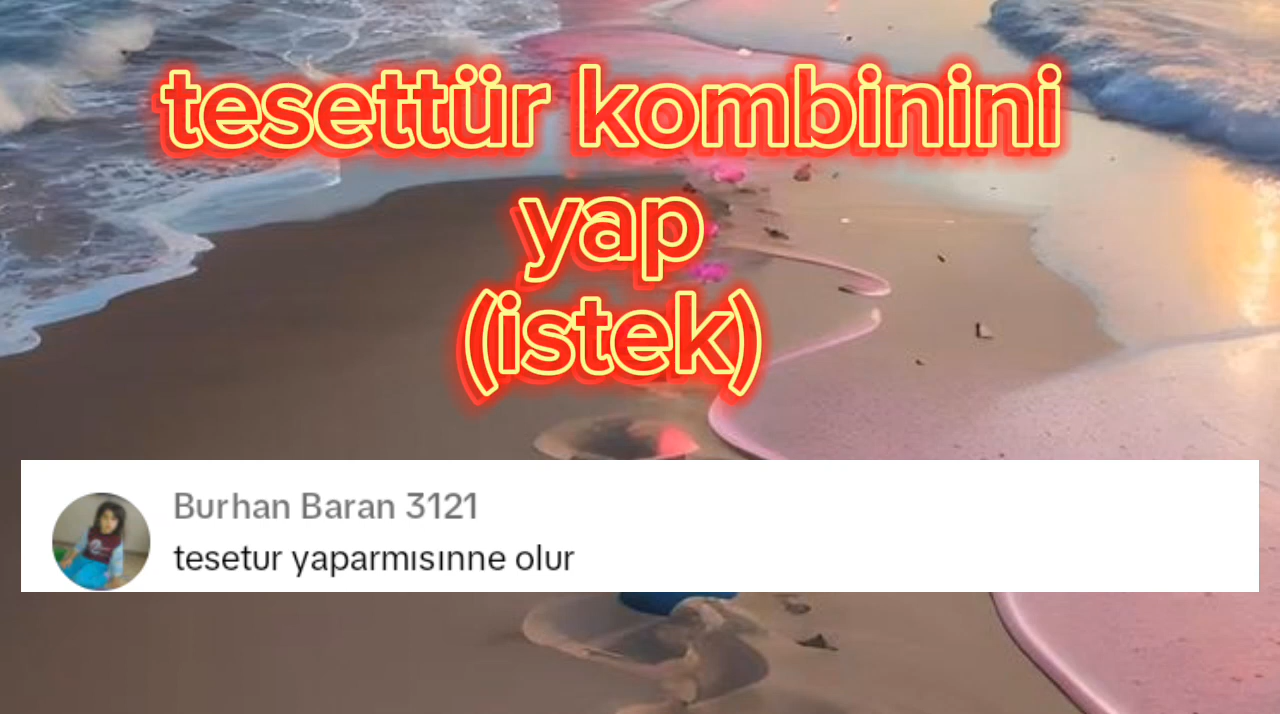 tesettür kombinini
yap
(istek)
Burhan Baran 3121
tesetur yaparmısınne olur